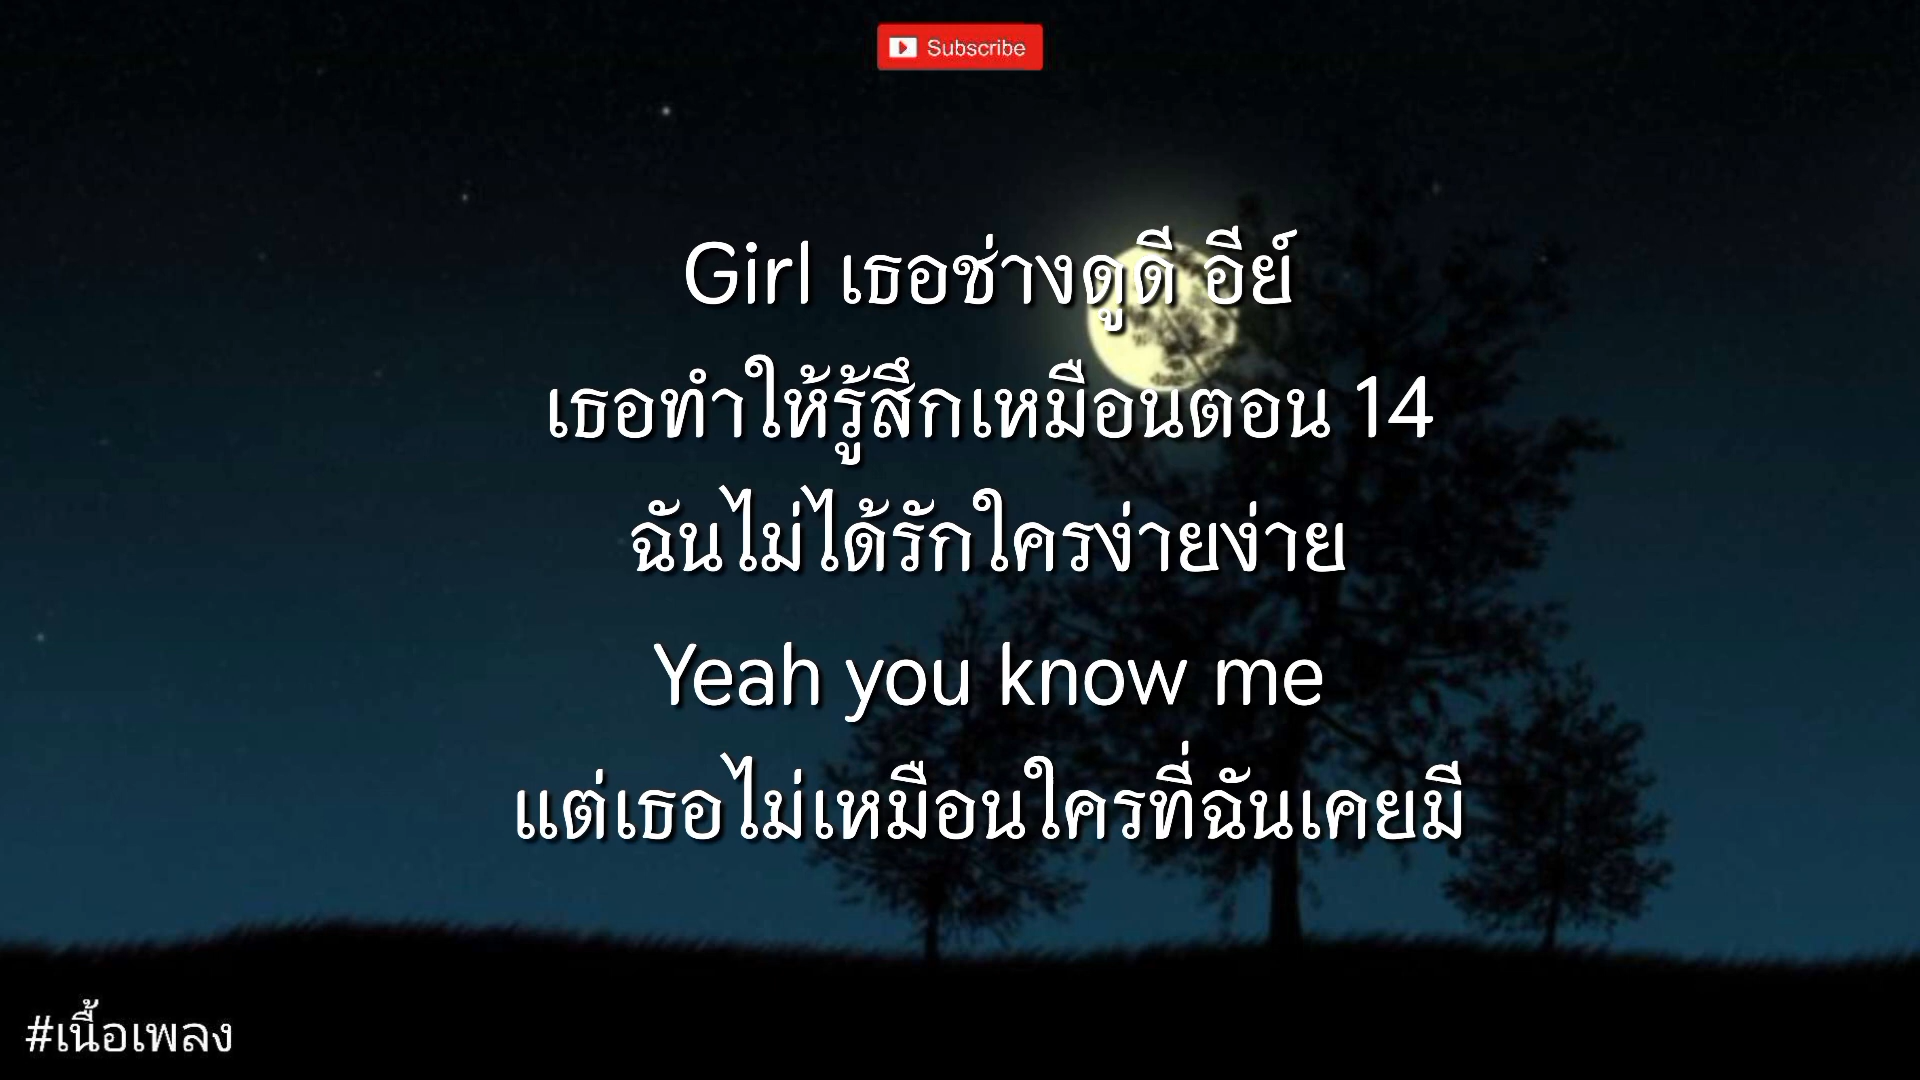 Subscribe
Girl เธอช่างดูดี อีย์
เธอทำให้รู้สึกเหมือนตอน 14
ฉันไม่ได้รักใครง่ายง่าย
Yeah you know me
แต่เธอไม่เหมือนใครที่ฉันเคยมี
#เนื้อเพลง